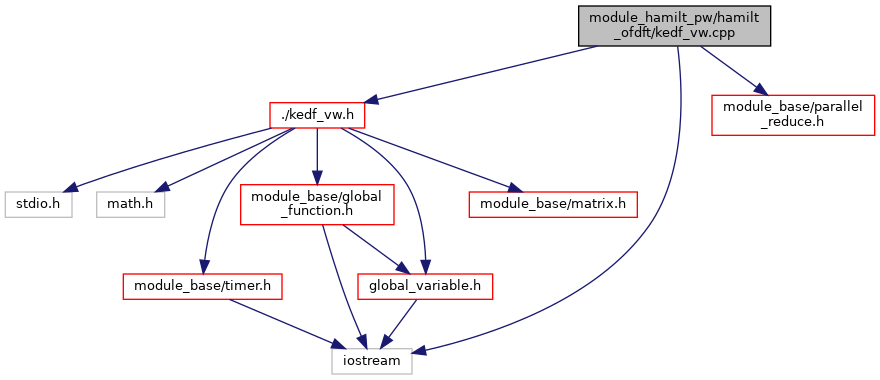 module_hamilt_pw/hamilt
_ofdft/kedf_vw.cpp
./kedf_vw.h
module_base/parallel
_reduce.h
stdio.h
math.h
module_base/global
_function.h
module_base/matrix.h
module_base/timer.h
global_variable.h
iostream